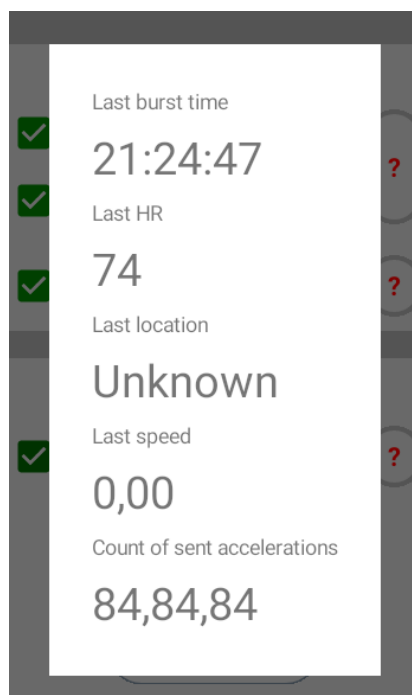 Last burst time
21:24:47
?
Last HR
74
?
Last location
Unknown
Last speed
?
0,00
Count of sent accelerations
84,84,84